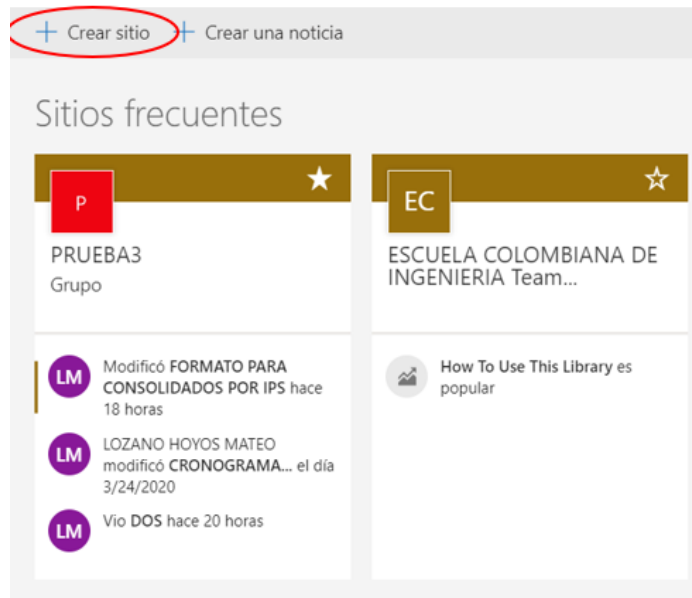 + Crear sitio + Crear una noticia
Sitios frecuentes
P
PRUEBA3
Grupo
LM
Modificó FORMATO PARA
CONSOLIDADOS POR IPS hace
18 horas
LM
LOZANO HOYOS MATEO
modificó CRONOGRAMA... el día
3/24/2020
LM
Vio DOS hace 20 horas
EC
ESCUELA COLOMBIANA DE
INGENIERIA Team...
How To Use This Library es
popular